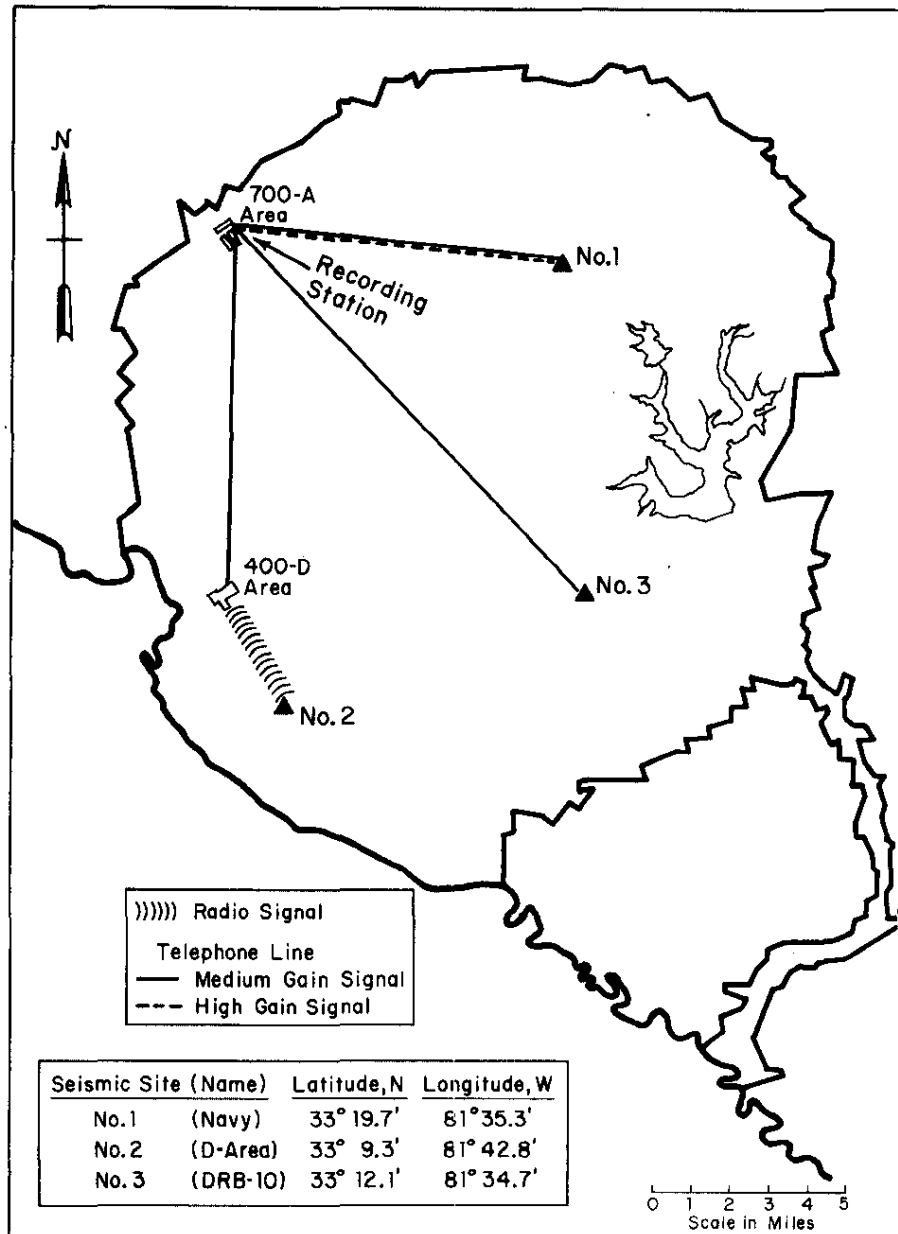 N
700-A
Area
No.1
Recording
Station
400-D
Area
No.3
No.2
)))))) Radio Signal
Telephone Line
Medium Gain Signal
High Gain Signal
Seismic Site (Name) Latitude,N Longitude,W
No.1 (Navy) 33° 19.7' 81° 35.3'
No.2 (D-Area) 33° 9.3' 81° 42.8'
No.3 (DRB-10) 33° 12.1' 81° 34.7'
0 1 2 3 4 5
Scale in Miles